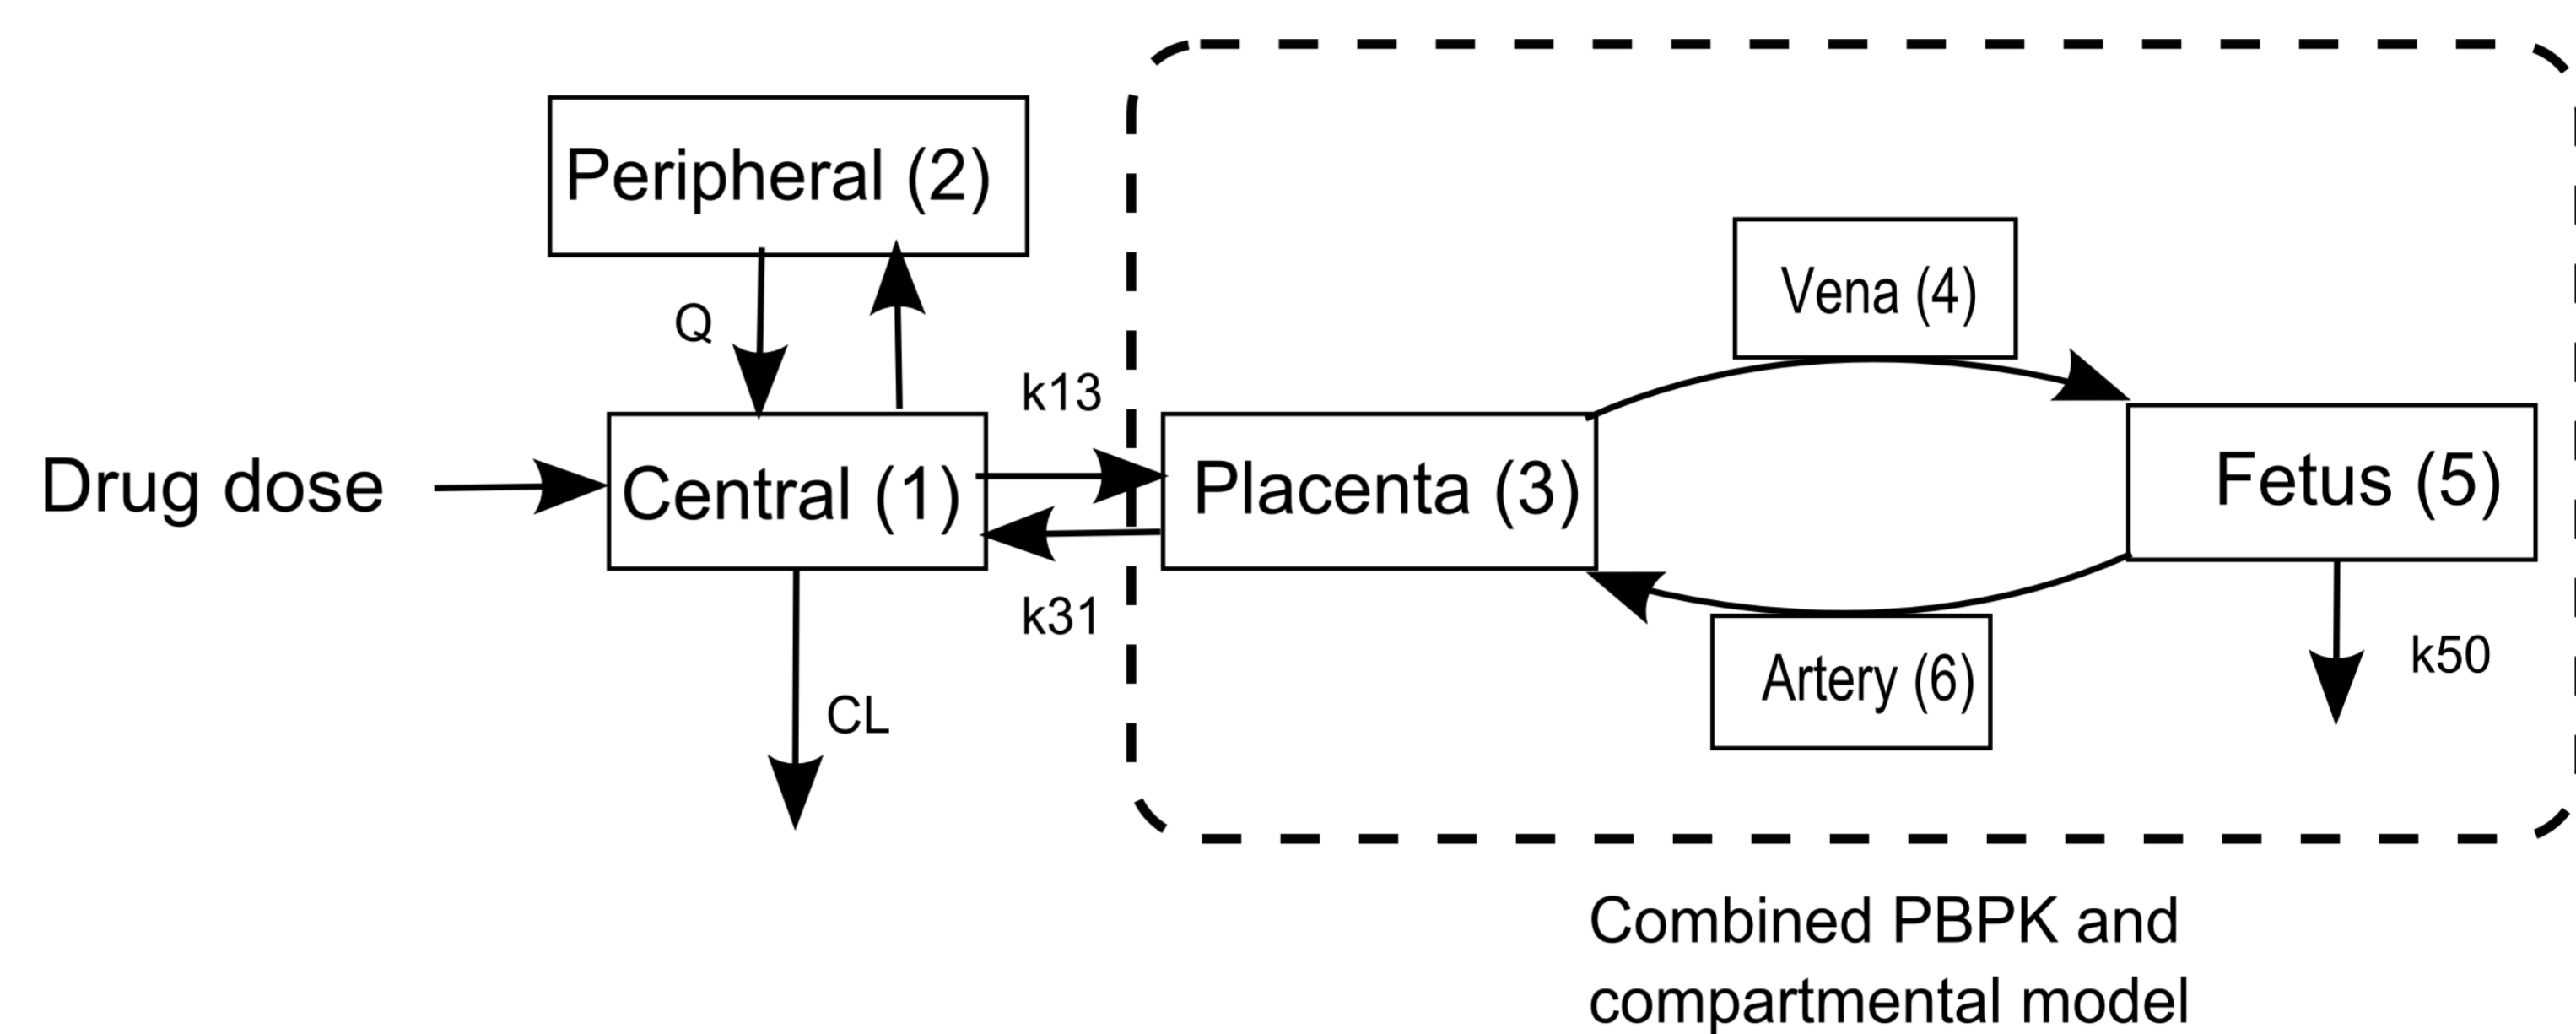 Peripheral (2)
Vena (4)
Q
k13
Drug dose
Central (1)
Placenta (3)
Fetus (5)
k31
CL
Artery (6)
k50
Combined PBPK and
compartmental model